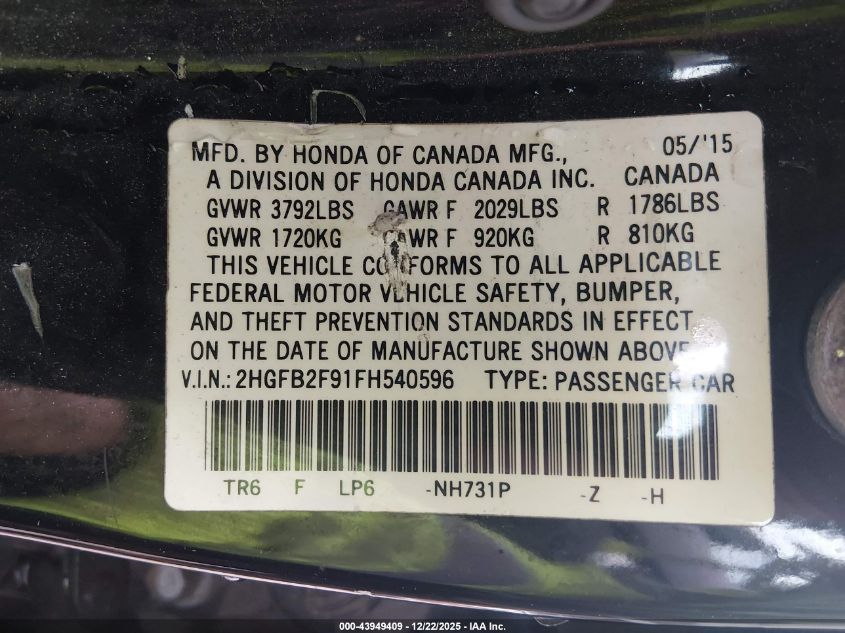 MFD. BY HONDA OF CANADA MFG., 05/'15
A DIVISION OF HONDA CANADA INC. CANADA
GVWR 3792LBS GAWR F 2029LBS R 1786LBS
GVWR 1720KG GAWR F 920KG R 810KG
THIS VEHICLE CONFORMS TO ALL APPLICABLE
FEDERAL MOTOR VEHICLE SAFETY, BUMPER,
AND THEFT PREVENTION STANDARDS IN EFFECT
ON THE DATE OF MANUFACTURE SHOWN ABOVE.
V.I.N.: 2HGFB2F91FH540596 TYPE: PASSENGER CAR
TR6 F LP6 -NH731P -Z -H
000-43949409 - 12/22/2025 - IAA Inc.